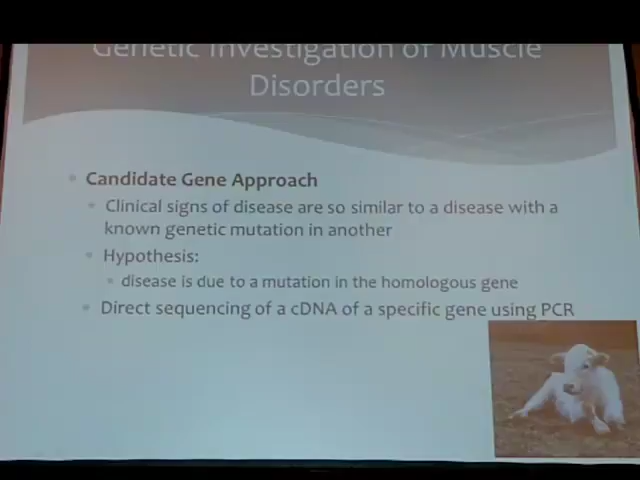 Genetic Investigation of Muscle
Disorders
Candidate Gene Approach
Clinical signs of disease are so similar to a disease with a
known genetic mutation in another
Hypothesis:
disease is due to a mutation in the homologous gene
Direct sequencing of a cDNA of a specific gene using PCR